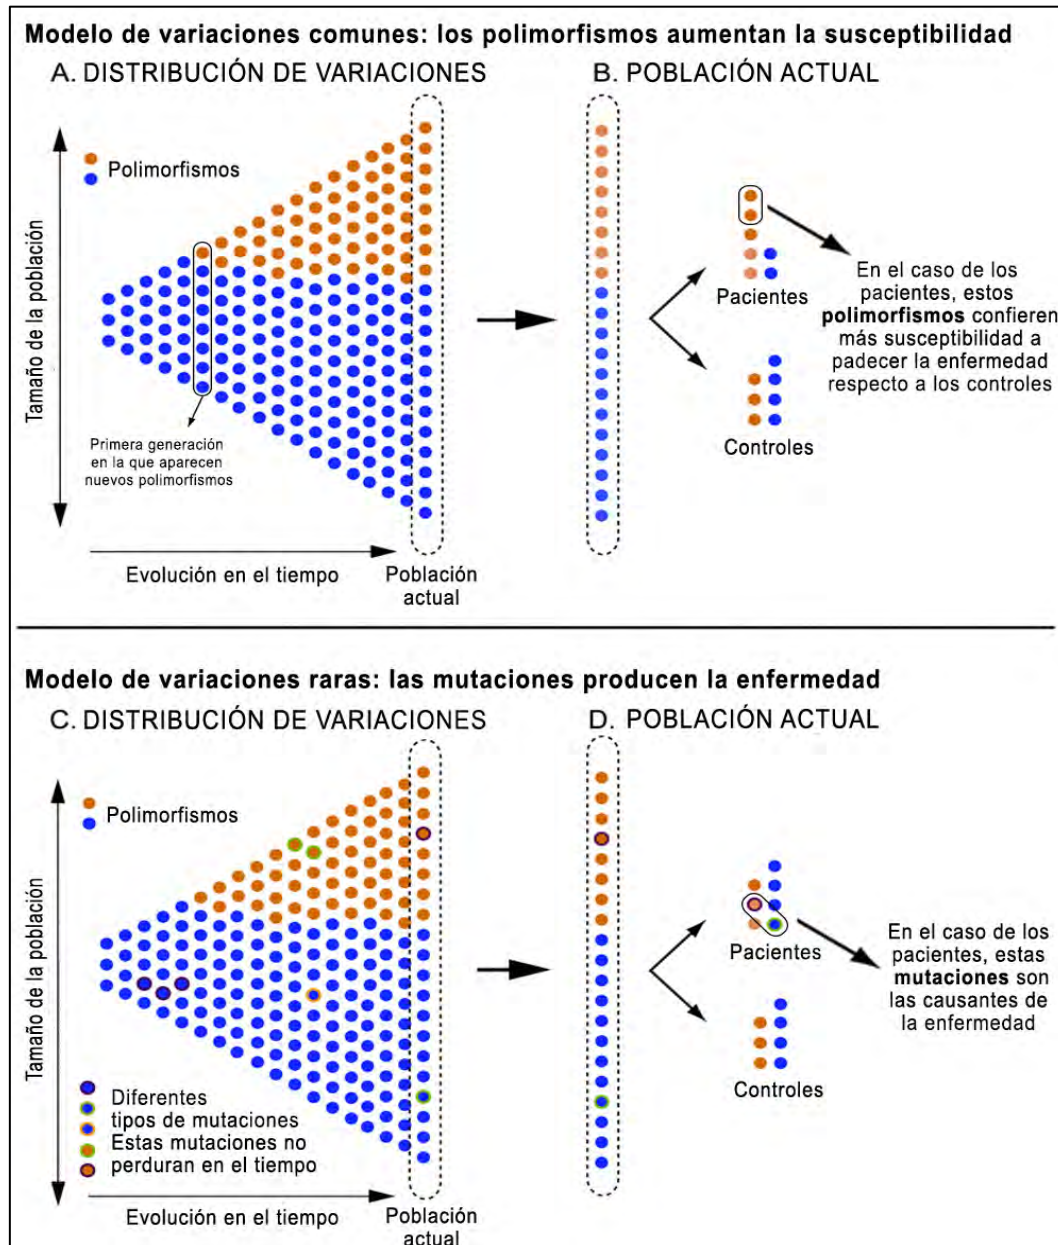 Modelo de variaciones comunes: los polimorfismos aumentan la susceptibilidad
A. DISTRIBUCIÓN DE VARIACIONES
B. POBLACIÓN ACTUAL
Tamaño de la población
Polimorfismos
Primera generación
en la que aparecen
nuevos polimorfismos
Evolución en el tiempo
Población
actual
Pacientes
Controles
En el caso de los
pacientes, estos
polimorfismos confieren
más susceptibilidad a
padecer la enfermedad
respecto a los controles
Modelo de variaciones raras: las mutaciones producen la enfermedad
C. DISTRIBUCIÓN DE VARIACIONES
D. POBLACIÓN ACTUAL
Tamaño de la población
Polimorfismos
Diferentes
tipos de mutaciones
Estas mutaciones no
perduran en el tiempo
Evolución en el tiempo
Población
actual
Pacientes
Controles
En el caso de los
pacientes, estas
mutaciones son
las causantes de
la enfermedad